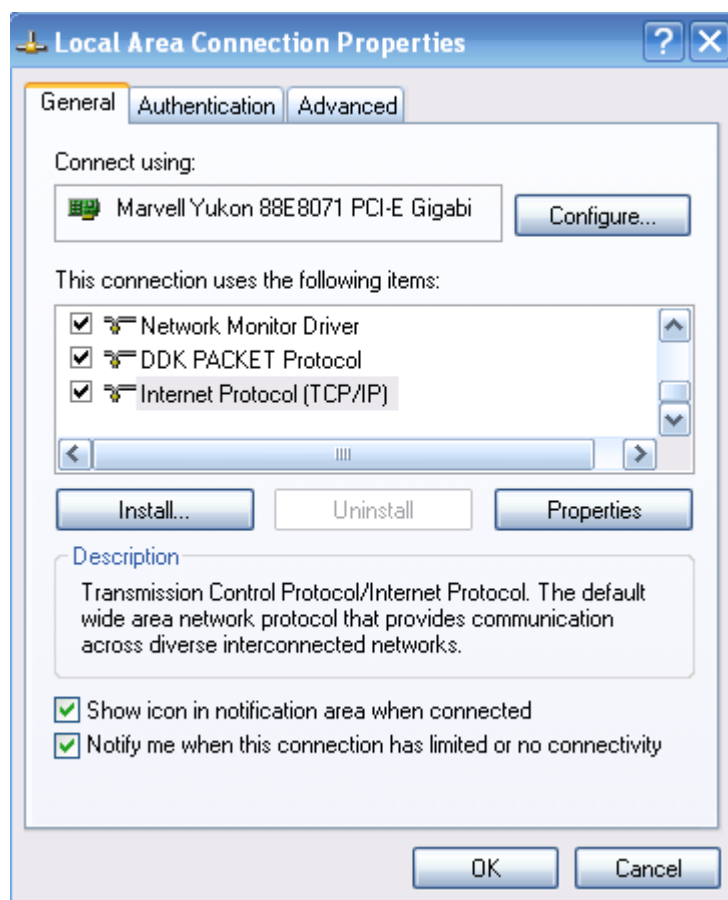 Local Area Connection Properties
General Authentication Advanced
Connect using:
Marvell Yukon 88E8071 PCI-E Gigabi
Configure...
This connection uses the following items:
Network Monitor Driver
DDK PACKET Protocol
Internet Protocol (TCP/IP)
Install... Uninstall Properties
Description
Transmission Control Protocol/Internet Protocol. The default
wide area network protocol that provides communication
across diverse interconnected networks.
Show icon in notification area when connected
Notify me when this connection has limited or no connectivity
OK Cancel